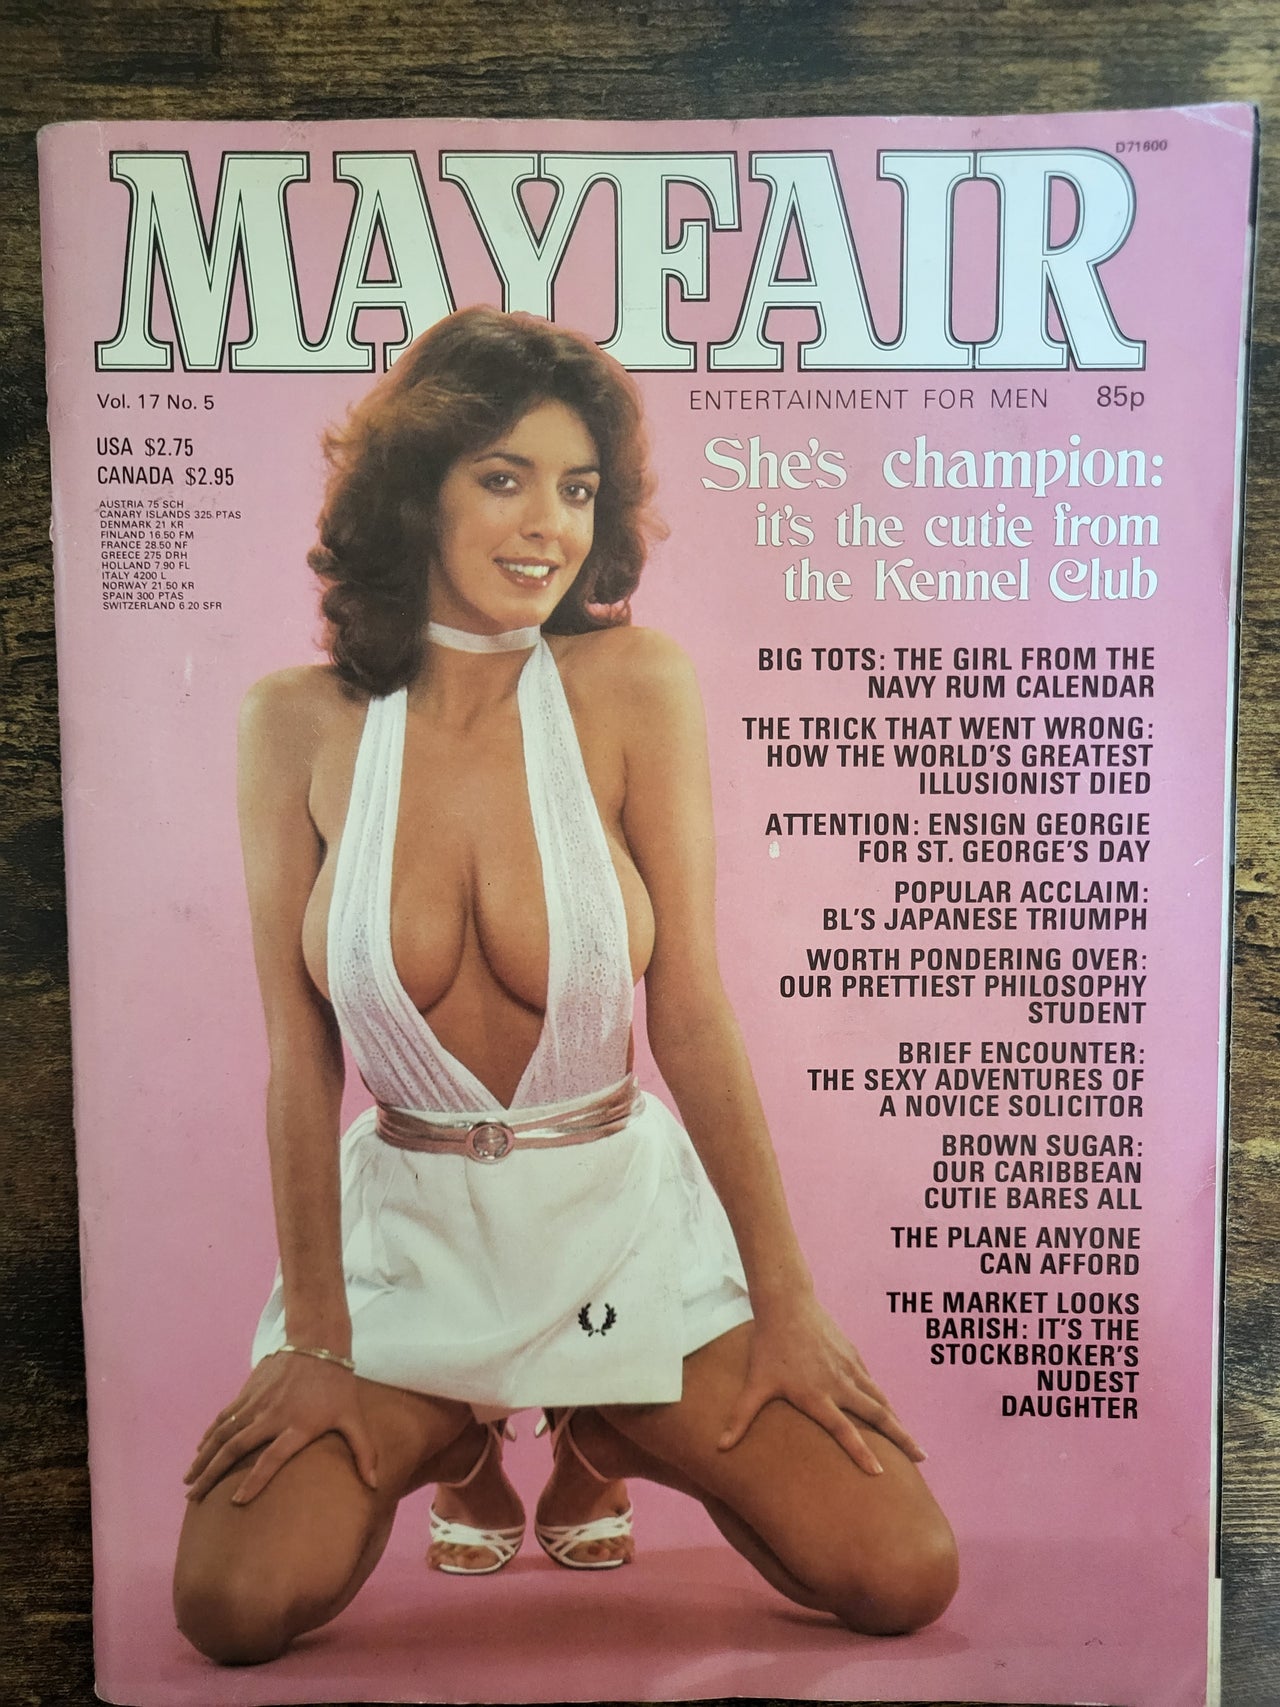 D71600
MAYFAIR
Vol. 17 No. 5
ENTERTAINMENT FOR MEN 85p
USA $2.75
CANADA $2.95
AUSTRIA 75 SCH
CANARY ISLANDS 325 PTAS
DENMARK 21 KR
FINLAND 16.50 FM
FRANCE 28.50 NF
GREECE 275 DRH
HOLLAND 7.90 FL
ITALY 4200 L
NORWAY 21.50 KR
SPAIN 300 PTAS
SWITZERLAND 6.20 SFR
She's champion:
it's the cutie from
the Kennel Club
BIG TOTS: THE GIRL FROM THE
NAVY RUM CALENDAR
THE TRICK THAT WENT WRONG:
HOW THE WORLD'S GREATEST
ILLUSIONIST DIED
ATTENTION: ENSIGN GEORGIE
FOR ST. GEORGE'S DAY
POPULAR ACCLAIM:
BL'S JAPANESE TRIUMPH
WORTH PONDERING OVER:
OUR PRETTIEST PHILOSOPHY
STUDENT
BRIEF ENCOUNTER:
THE SEXY ADVENTURES OF
A NOVICE SOLICITOR
BROWN SUGAR:
OUR CARIBBEAN
CUTIE BARES ALL
THE PLANE ANYONE
CAN AFFORD
THE MARKET LOOKS
BARISH: IT'S THE
STOCKBROKER'S
NUDEST
DAUGHTER